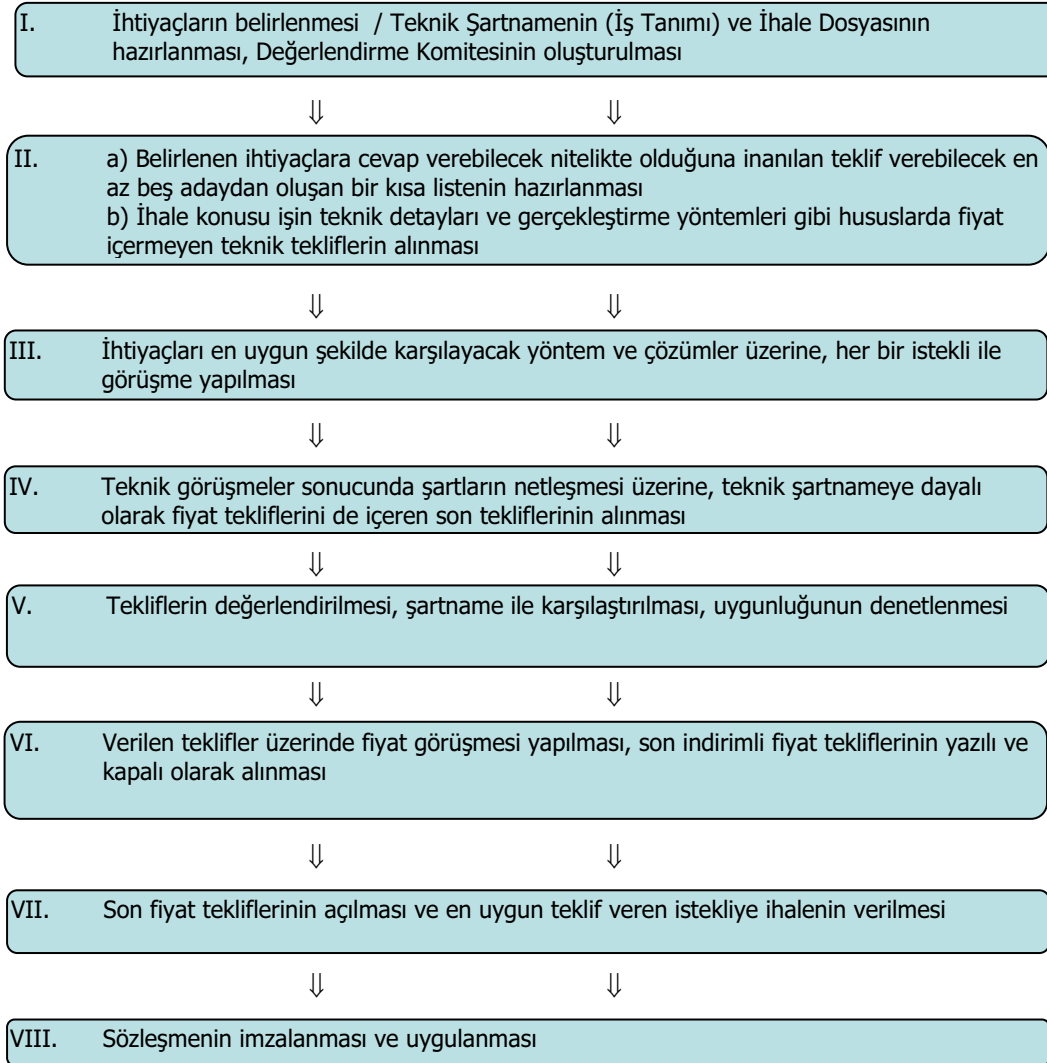 I. İhtiyaçların belirlenmesi / Teknik Şartnamenin (İş Tanımı) ve İhale Dosyasının
hazırlanması, Değerlendirme Komitesinin oluşturulması
⇓ ⇓
II. a) Belirlenen ihtiyaçlara cevap verebilecek nitelikte olduğuna inanılan teklif verebilecek en
az beş adaydan oluşan bir kısa listenin hazırlanması
b) İhale konusu işin teknik detayları ve gerçekleştirme yöntemleri gibi hususlarda fiyat
içermeyen teknik tekliflerin alınması
⇓ ⇓
III. İhtiyaçları en uygun şekilde karşılayacak yöntem ve çözümler üzerine, her bir istekli ile
görüşme yapılması
⇓ ⇓
IV. Teknik görüşmeler sonucunda şartların netleşmesi üzerine, teknik şartnameye dayalı
olarak fiyat tekliflerini de içeren son tekliflerinin alınması
⇓ ⇓
V. Tekliflerin değerlendirilmesi, şartname ile karşılaştırılması, uygunluğunun denetlenmesi
⇓ ⇓
VI. Verilen teklifler üzerinde fiyat görüşmesi yapılması, son indirimli fiyat tekliflerinin yazılı ve
kapalı olarak alınması
⇓ ⇓
VII. Son fiyat tekliflerinin açılması ve en uygun teklif veren istekliye ihalenin verilmesi
⇓ ⇓
VIII. Sözleşmenin imzalanması ve uygulanması